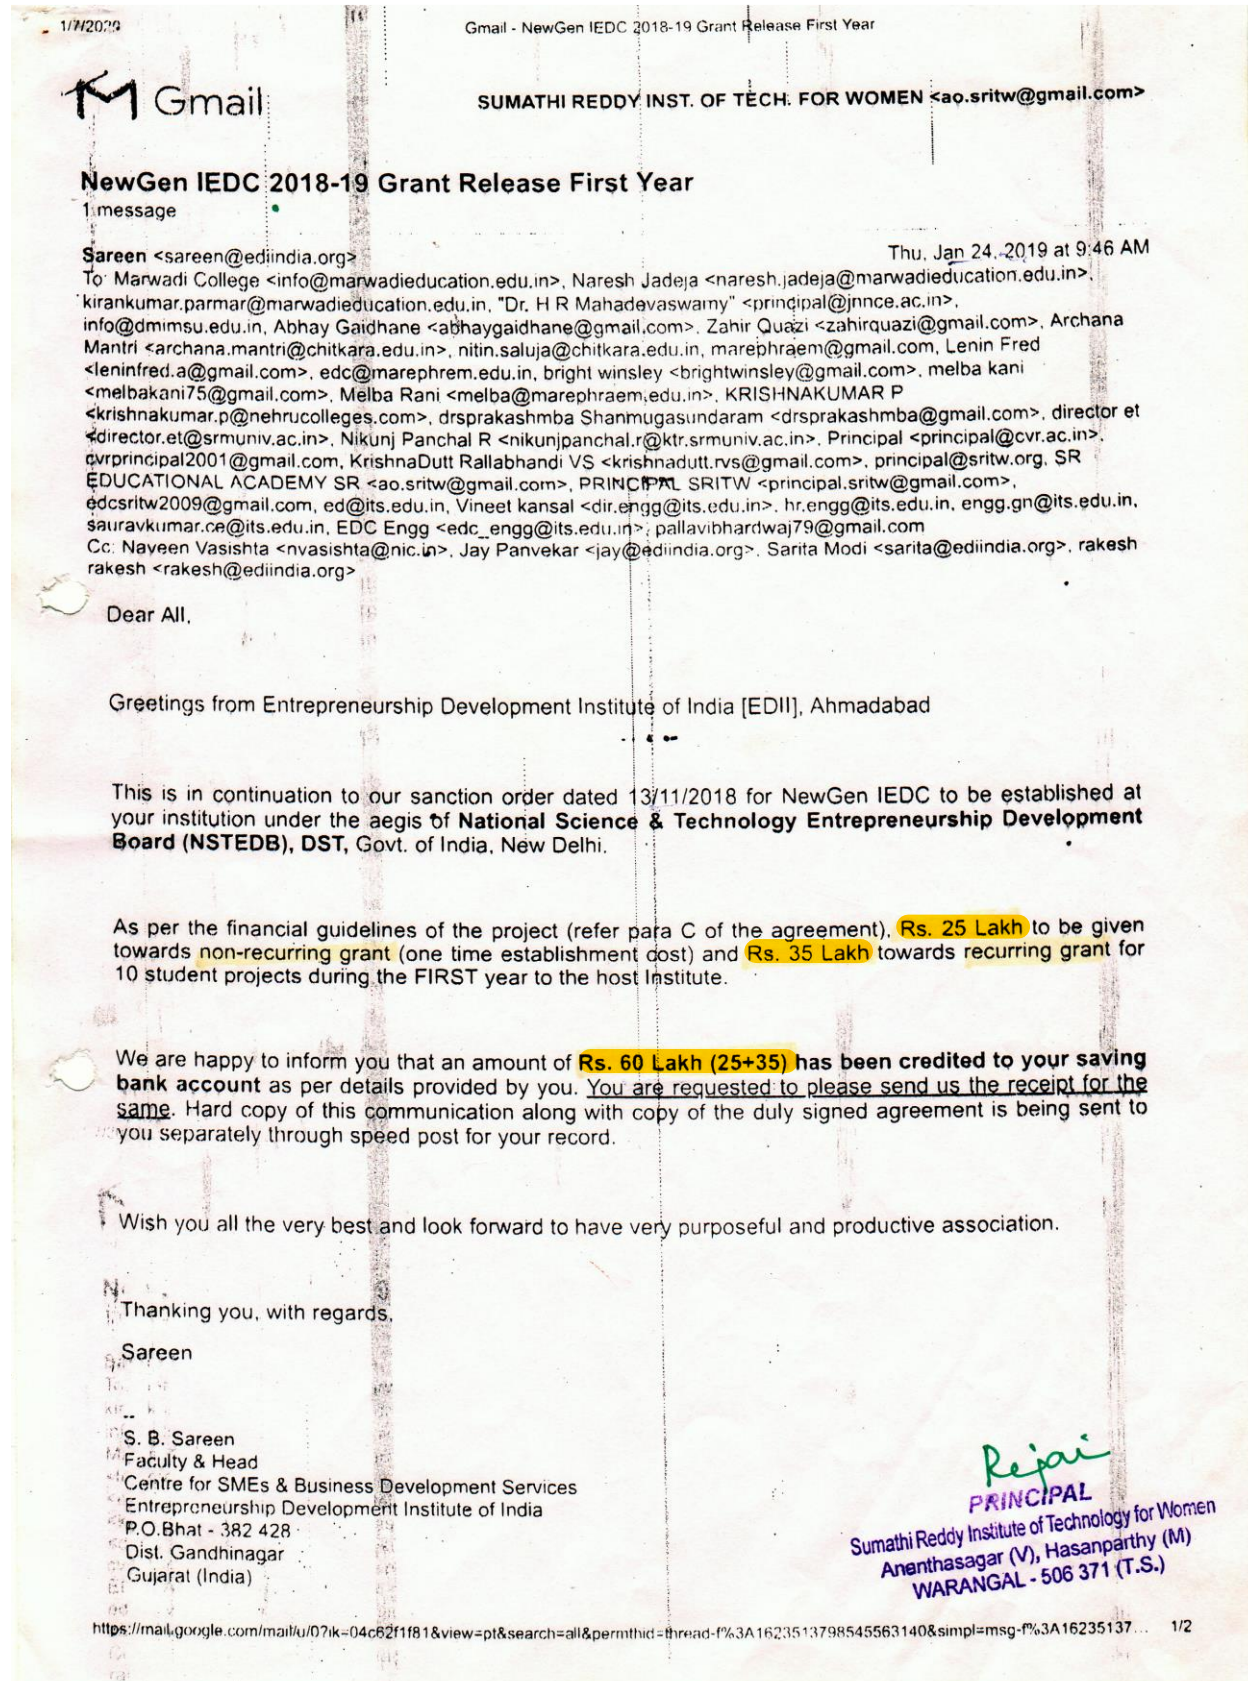 1/7/2020 Gmail - NewGen IEDC 2018-19 Grant Release First Year
Gmail SUMATHI REDDY INST. OF TECH. FOR WOMEN <ao.sritw@gmail.com>
NewGen IEDC 2018-19 Grant Release First Year
1 message
Sareen <sareen@ediindia.org> Thu, Jan 24, 2019 at 9:46 AM
To: Marwadi College <info@marwadieducation.edu.in>, Naresh Jadeja <naresh.jadeja@marwadieducation.edu.in>,
kirankumar.parmar@marwadieducation.edu.in, "Dr. H R Mahadevaswamy" <principal@jnnce.ac.in>,
info@dmimsu.edu.in, Abhay Gaidhane <abhaygaidhane@gmail.com>, Zahir Quazi <zahirquazi@gmail.com>, Archana
Mantri <archana.mantri@chitkara.edu.in>, nitin.saluja@chitkara.edu.in, marephraem@gmail.com, Lenin Fred
<leninfred.a@gmail.com>, edc@marephrem.edu.in, bright winsley <brightwinsley@gmail.com>, melba kani
<melbakani75@gmail.com>, Melba Rani <melba@marephraem.edu.in>, KRISHNAKUMAR P
<krishnakumar.p@nehrucolleges.com>, drsprakashmba Shanmugasundaram <drsprakashmba@gmail.com>, director et
<director.et@srmuniv.ac.in>, Nikunj Panchal R <nikunjpanchal.r@ktr.srmuniv.ac.in>, Principal <principal@cvr.ac.in>,
cvrprincipal2001@gmail.com, KrishnaDutt Rallabhandi VS <krishnadutt.rvs@gmail.com>, principal@sritw.org, SR
EDUCATIONAL ACADEMY SR <ao.sritw@gmail.com>, PRINCIPAL SRITW <principal.sritw@gmail.com>,
edcsritw2009@gmail.com, ed@its.edu.in, Vineet kansal <dir.engg@its.edu.in>, hr.engg@its.edu.in, engg.gn@its.edu.in,
sauravkumar.ce@its.edu.in, EDC Engg <edc_engg@its.edu.in>, pallavibhardwaj79@gmail.com
Cc: Naveen Vasishta <nvasishta@nic.in>, Jay Panvekar <jay@ediindia.org>, Sarita Modi <sarita@ediindia.org>, rakesh
rakesh <rakesh@ediindia.org>
Dear All,
Greetings from Entrepreneurship Development Institute of India [EDII], Ahmadabad
This is in continuation to our sanction order dated 13/11/2018 for NewGen IEDC to be established at
your institution under the aegis of National Science & Technology Entrepreneurship Development
Board (NSTEDB), DST, Govt. of India, New Delhi.
As per the financial guidelines of the project (refer para C of the agreement), Rs. 25 Lakh to be given
towards non-recurring grant (one time establishment cost) and Rs. 35 Lakh towards recurring grant for
10 student projects during the FIRST year to the host Institute.
We are happy to inform you that an amount of Rs. 60 Lakh (25+35) has been credited to your saving
bank account as per details provided by you. You are requested to please send us the receipt for the
same. Hard copy of this communication along with copy of the duly signed agreement is being sent to
you separately through speed post for your record.
Wish you all the very best and look forward to have very purposeful and productive association.
Thanking you, with regards,
Sareen
--
S. B. Sareen
Faculty & Head
Centre for SMEs & Business Development Services
Entrepreneurship Development Institute of India
P.O.Bhat - 382 428
Dist. Gandhinagar
Gujarat (India)
PRINCIPAL
Sumathi Reddy Institute of Technology for Women
Ananthasagar (V), Hasanparthy (M)
WARANGAL - 506 371 (T.S.)
https://mail.google.com/mail/u/0?ik=04c62f1f81&view=pt&search=all&permthid=thread-f%3A1623513798545563140&simpl=msg-f%3A16235137... 1/2